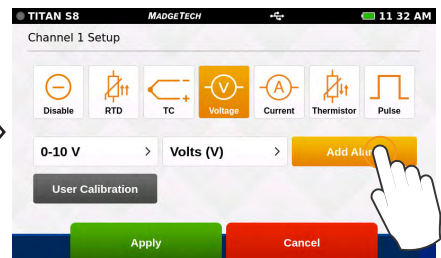 TITAN S8 MADGETECH 11 32 AM
Channel 1 Setup
Disable RTD TC Voltage Current Thermistor Pulse
0-10 V > Volts (V) > Add
User Calibration
Apply Cancel